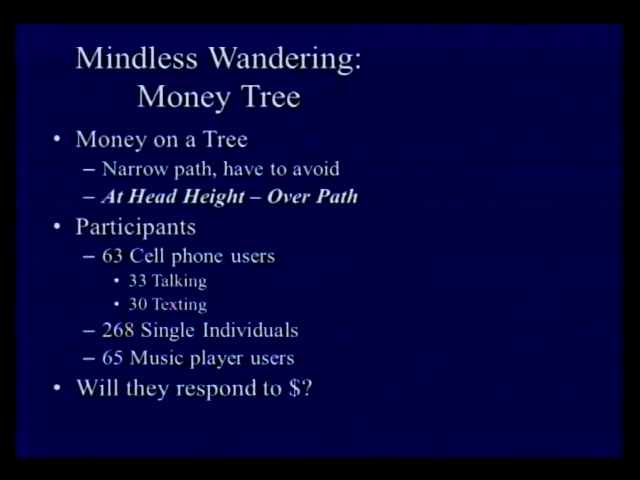 Mindless Wandering:
Money Tree
• Money on a Tree
– Narrow path, have to avoid
– At Head Height – Over Path
• Participants
– 63 Cell phone users
• 33 Talking
• 30 Texting
– 268 Single Individuals
– 65 Music player users
• Will they respond to $?